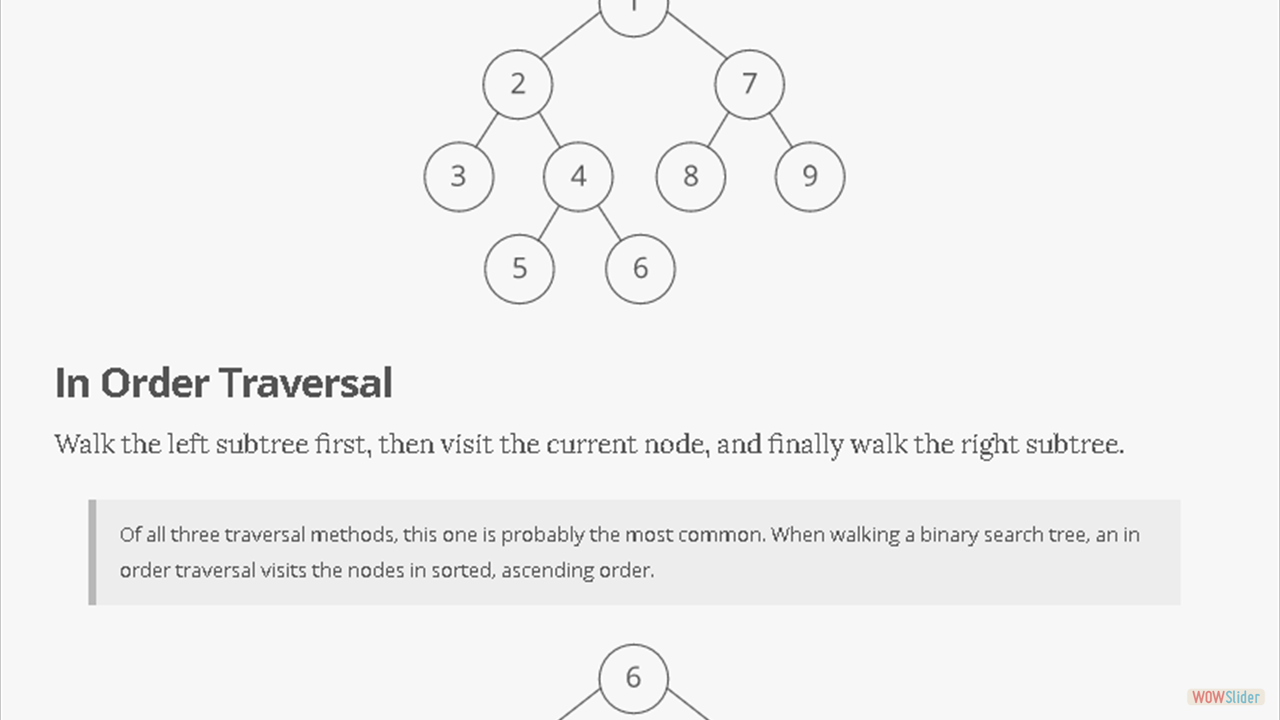 1
2 7
3 4 8 9
5 6
In Order Traversal
Walk the left subtree first, then visit the current node, and finally walk the right subtree.
Of all three traversal methods, this one is probably the most common. When walking a binary search tree, an in
order traversal visits the nodes in sorted, ascending order.
6
WOWSlider